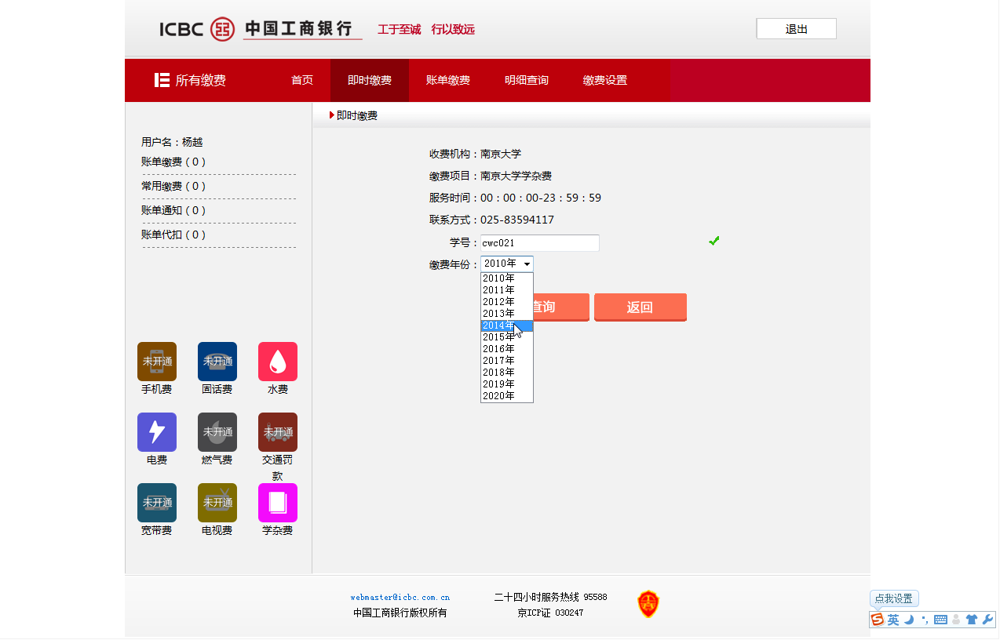 ICBC 中国工商银行 工于至诚 行以致远
退出
所有缴费 首页 即时缴费 账单缴费 明细查询 缴费设置
即时缴费
用户名：杨越
账单缴费（0）
常用缴费（0）
账单通知（0）
账单代扣（0）
收费机构：南京大学
缴费项目：南京大学学杂费
服务时间：00：00：00-23：59：59
联系方式：025-83594117
学号：cwc021
缴费年份：2010年
2010年
2011年
2012年
2013年
2014年
2015年
2016年
2017年
2018年
2019年
2020年
查询 返回
未开通 未开通
手机费 固话费 水费
未开通 未开通
电费 燃气费 交通罚
款
未开通 未开通
宽带费 电视费 学杂费
webmaster@icbc.com.cn 二十四小时服务热线 95588
中国工商银行版权所有 京ICP证 030247
点我设置
英